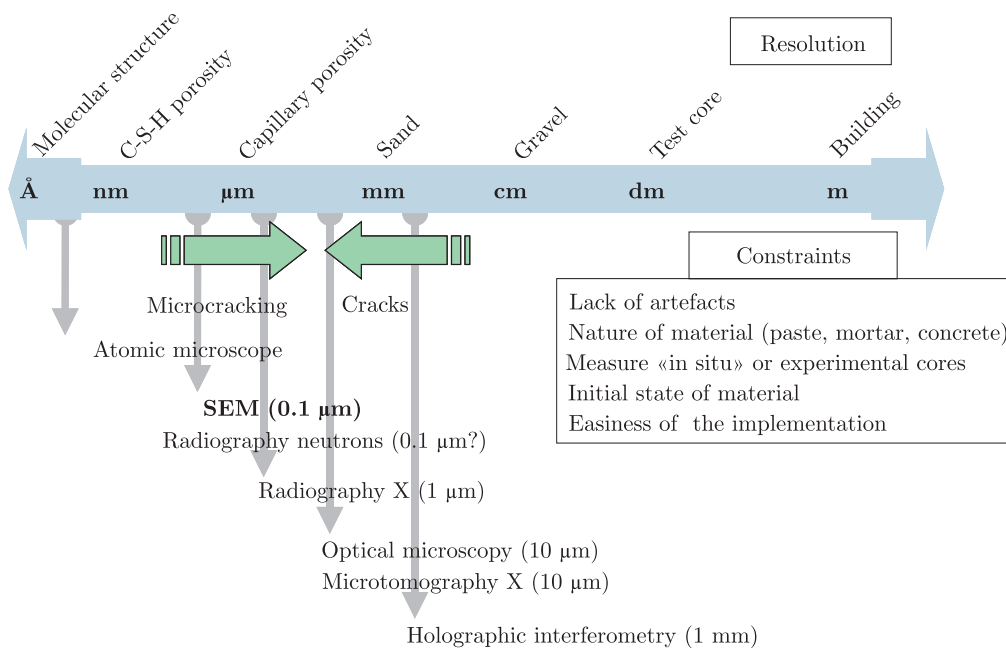 Resolution
Molecular structure
C-S-H porosity
Capillary porosity
Sand
Gravel
Test core
Building
Å nm µm mm cm dm m
Constraints
Microcracking Cracks
Lack of artefacts
Nature of material (paste, mortar, concrete)
Measure «in situ» or experimental cores
Initial state of material
Easiness of the implementation
Atomic microscope
SEM (0.1 µm)
Radiography neutrons (0.1 µm?)
Radiography X (1 µm)
Optical microscopy (10 µm)
Microtomography X (10 µm)
Holographic interferometry (1 mm)